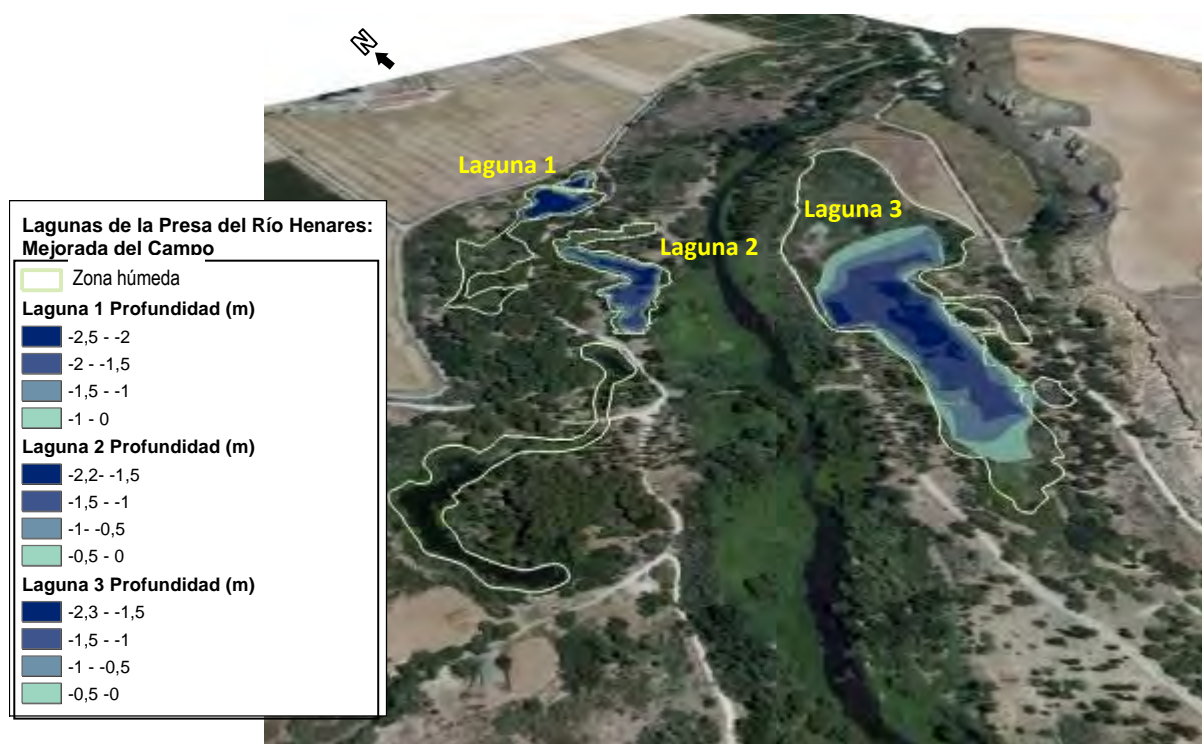 N
Laguna 1
Laguna 2
Laguna 3
Lagunas de la Presa del Río Henares:
Mejorada del Campo
Zona húmeda
Laguna 1 Profundidad (m)
-2,5 - -2
-2 - -1,5
-1,5 - -1
-1 - 0
Laguna 2 Profundidad (m)
-2,2- -1,5
-1,5 - -1
-1- -0,5
-0,5 - 0
Laguna 3 Profundidad (m)
-2,3 - -1,5
-1,5 - -1
-1 - -0,5
-0,5 -0